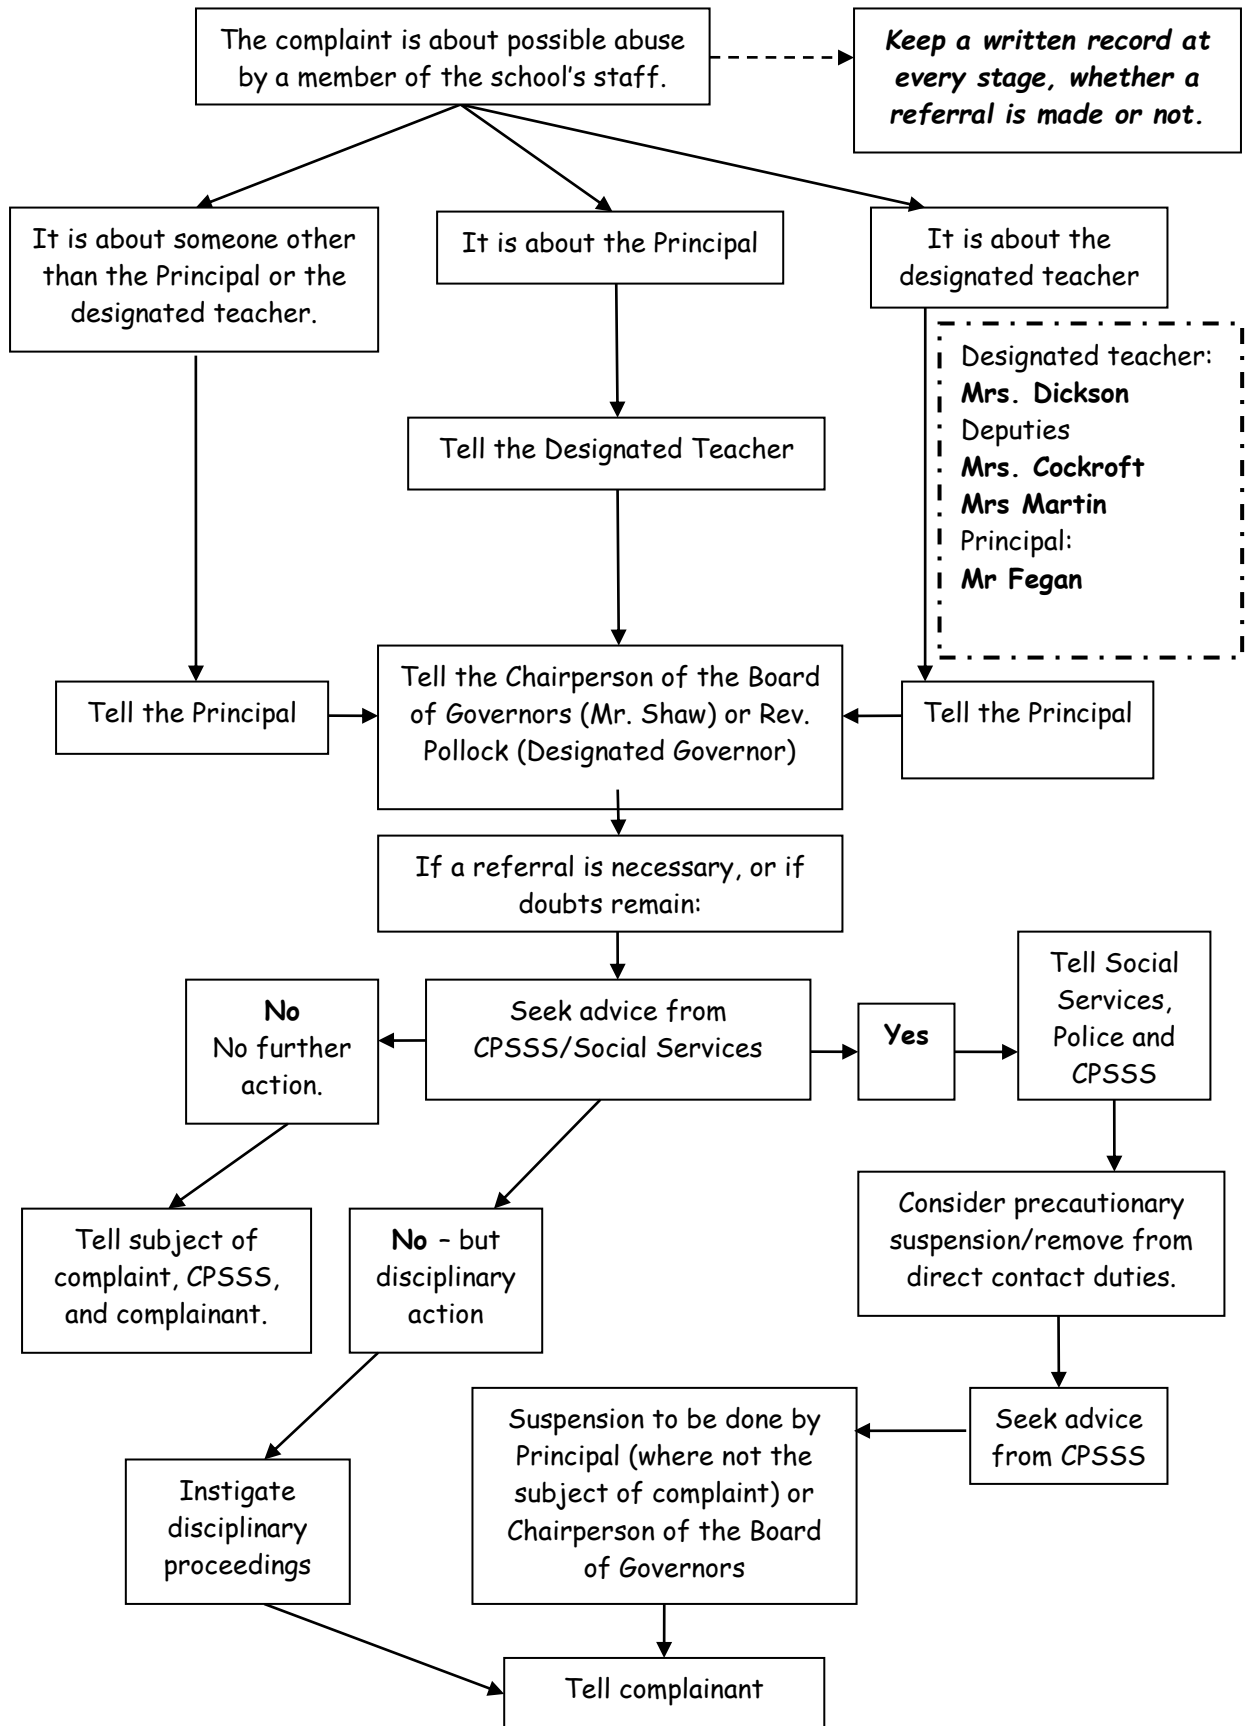 The complaint is about possible abuse
by a member of the school's staff.
Keep a written record at
every stage, whether a
referral is made or not.
It is about someone other
than the Principal or the
designated teacher.
It is about the Principal
It is about the
designated teacher
Designated teacher:
Mrs. Dickson
Deputies
Mrs. Cockroft
Mrs Martin
Principal:
Mr Fegan
Tell the Designated Teacher
Tell the Principal
Tell the Chairperson of the Board
of Governors (Mr. Shaw) or Rev.
Pollock (Designated Governor)
Tell the Principal
If a referral is necessary, or if
doubts remain:
No
No further
action.
Seek advice from
CPSSS/Social Services
Yes
Tell Social
Services,
Police and
CPSSS
Tell subject of
complaint, CPSSS,
and complainant.
No – but
disciplinary
action
Consider precautionary
suspension/remove from
direct contact duties.
Instigate
disciplinary
proceedings
Suspension to be done by
Principal (where not the
subject of complaint) or
Chairperson of the Board
of Governors
Seek advice
from CPSSS
Tell complainant